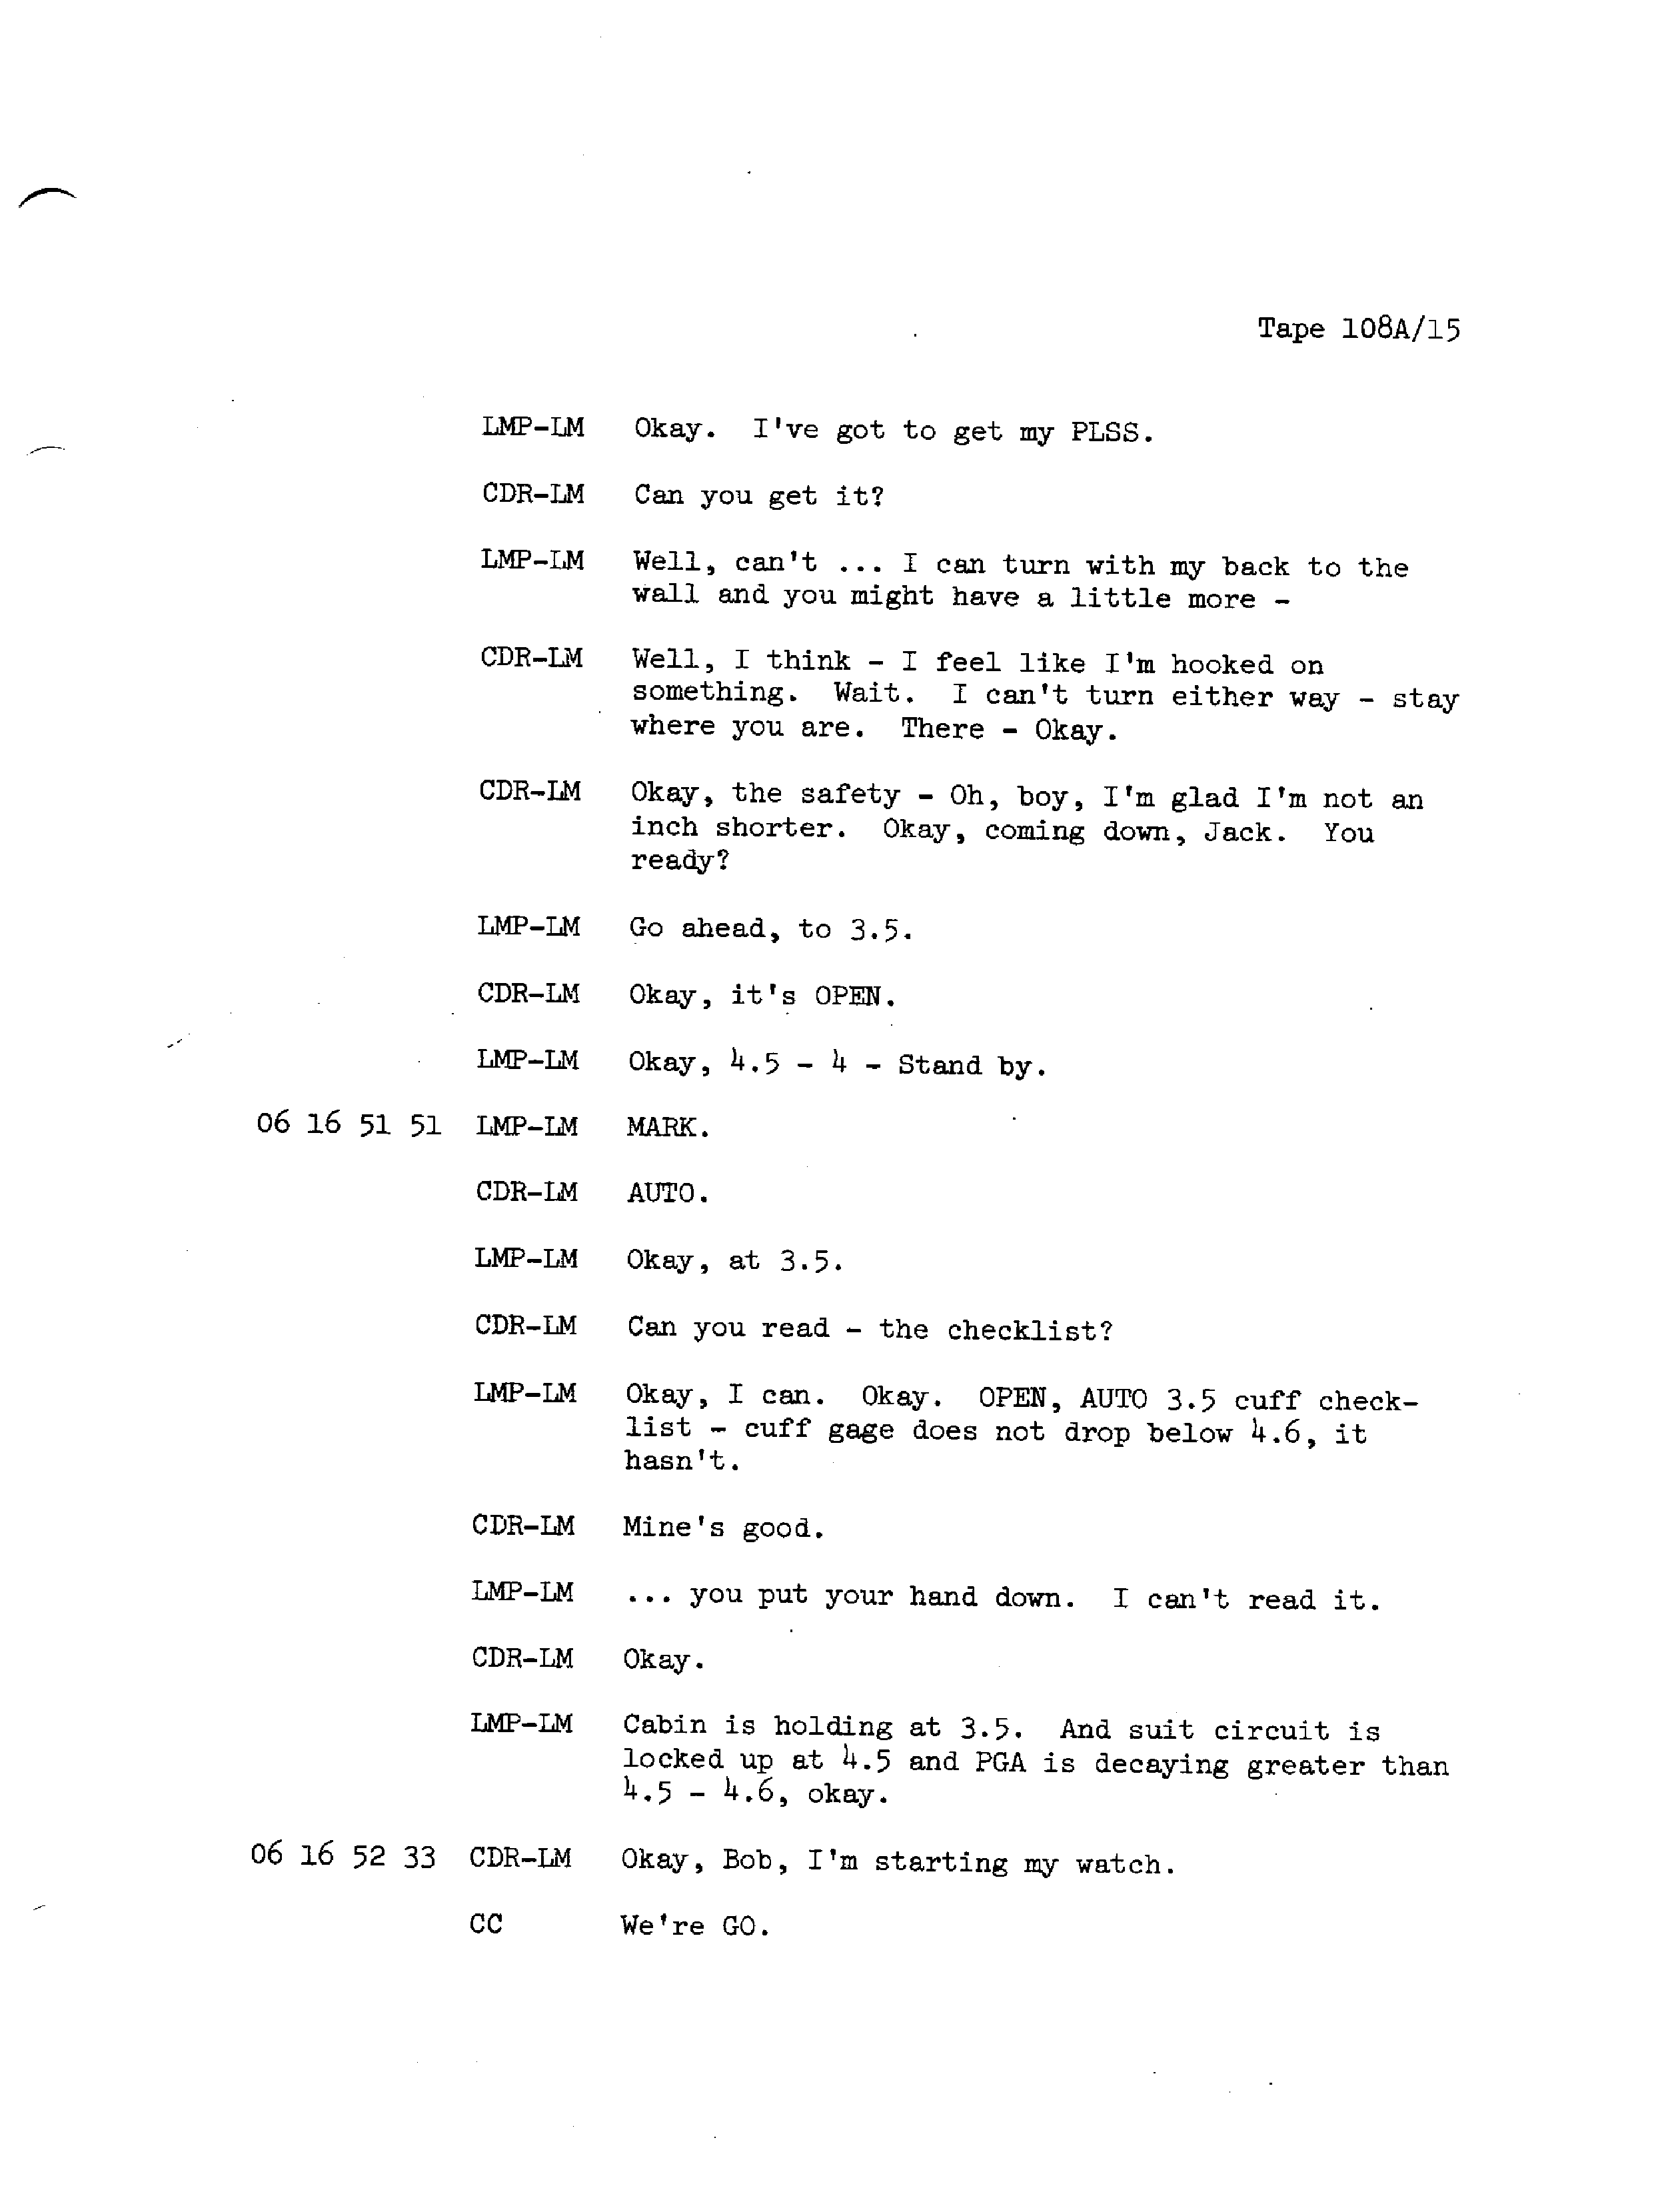 Tape 108A/15
LMP-LM Okay. I've got to get my PLSS.
CDR-LM Can you get it?
LMP-LM Well, can't ... I can turn with my back to the
wall and you might have a little more -
CDR-LM Well, I think - I feel like I'm hooked on
something. Wait. I can't turn either way - stay
where you are. There - Okay.
CDR-LM Okay, the safety - Oh, boy, I'm glad I'm not an
inch shorter. Okay, coming down, Jack. You
ready?
LMP-LM Go ahead, to 3.5.
CDR-LM Okay, it's OPEN.
LMP-LM Okay, 4.5 - 4 - Stand by.
06 16 51 51 LMP-LM MARK.
CDR-LM AUTO.
LMP-LM Okay, at 3.5.
CDR-LM Can you read - the checklist?
LMP-LM Okay, I can. Okay. OPEN, AUTO 3.5 cuff check-
list - cuff gage does not drop below 4.6, it
hasn't.
CDR-LM Mine's good.
LMP-LM ... you put your hand down. I can't read it.
CDR-LM Okay.
LMP-LM Cabin is holding at 3.5. And suit circuit is
locked up at 4.5 and PGA is decaying greater than
4.5 - 4.6, okay.
06 16 52 33 CDR-LM Okay, Bob, I'm starting my watch.
CC We're GO.